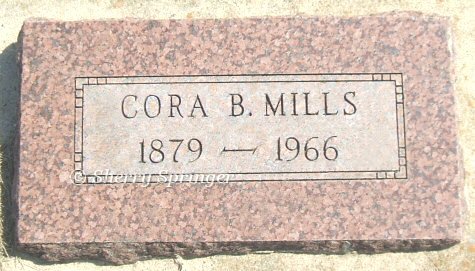 CORA B. MILLS
1879 — 1966
© Sherry Springer